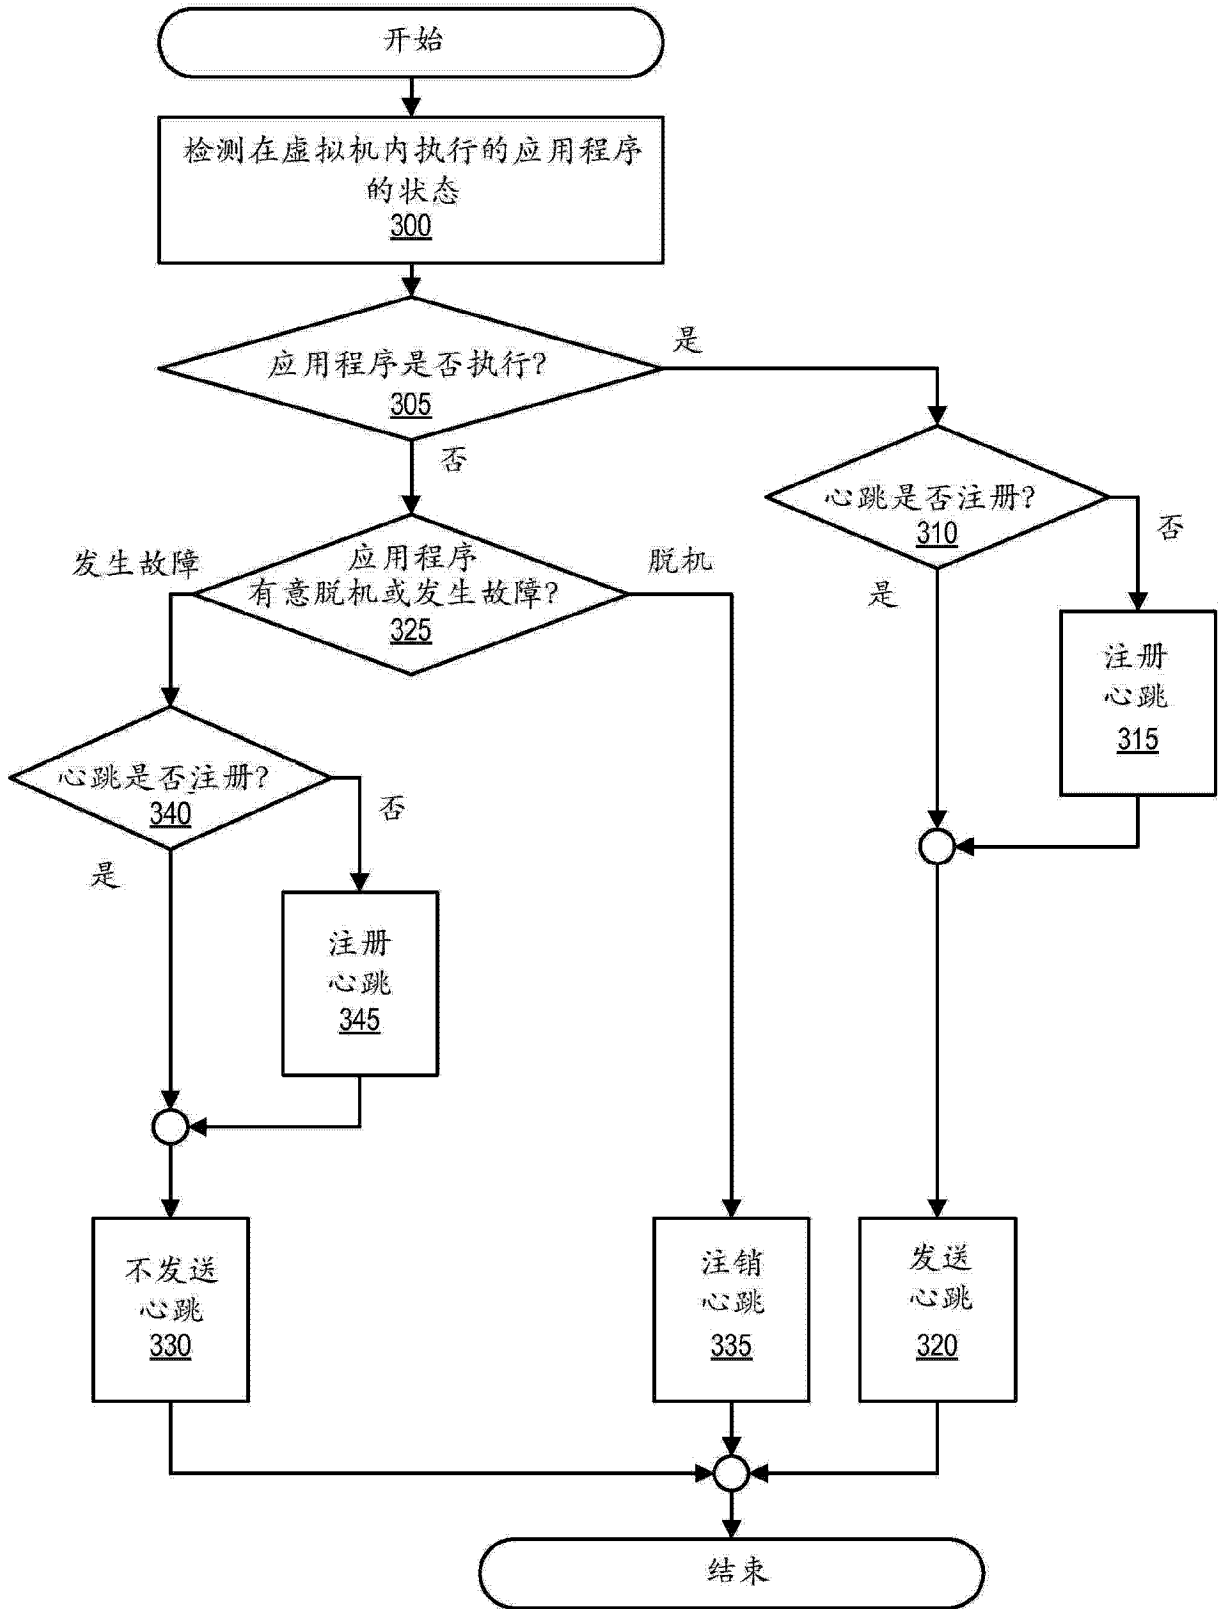 开始
检测在虚拟机内执行的应用程序
的状态
300
应用程序是否执行?
305
是
否
心跳是否注册?
310
否
是
注册
心跳
315
应用程序
有意脱机或发生故障?
325
发生故障
脱机
心跳是否注册?
340
否
是
注册
心跳
345
不发送
心跳
330
注销
心跳
335
发送
心跳
320
结束